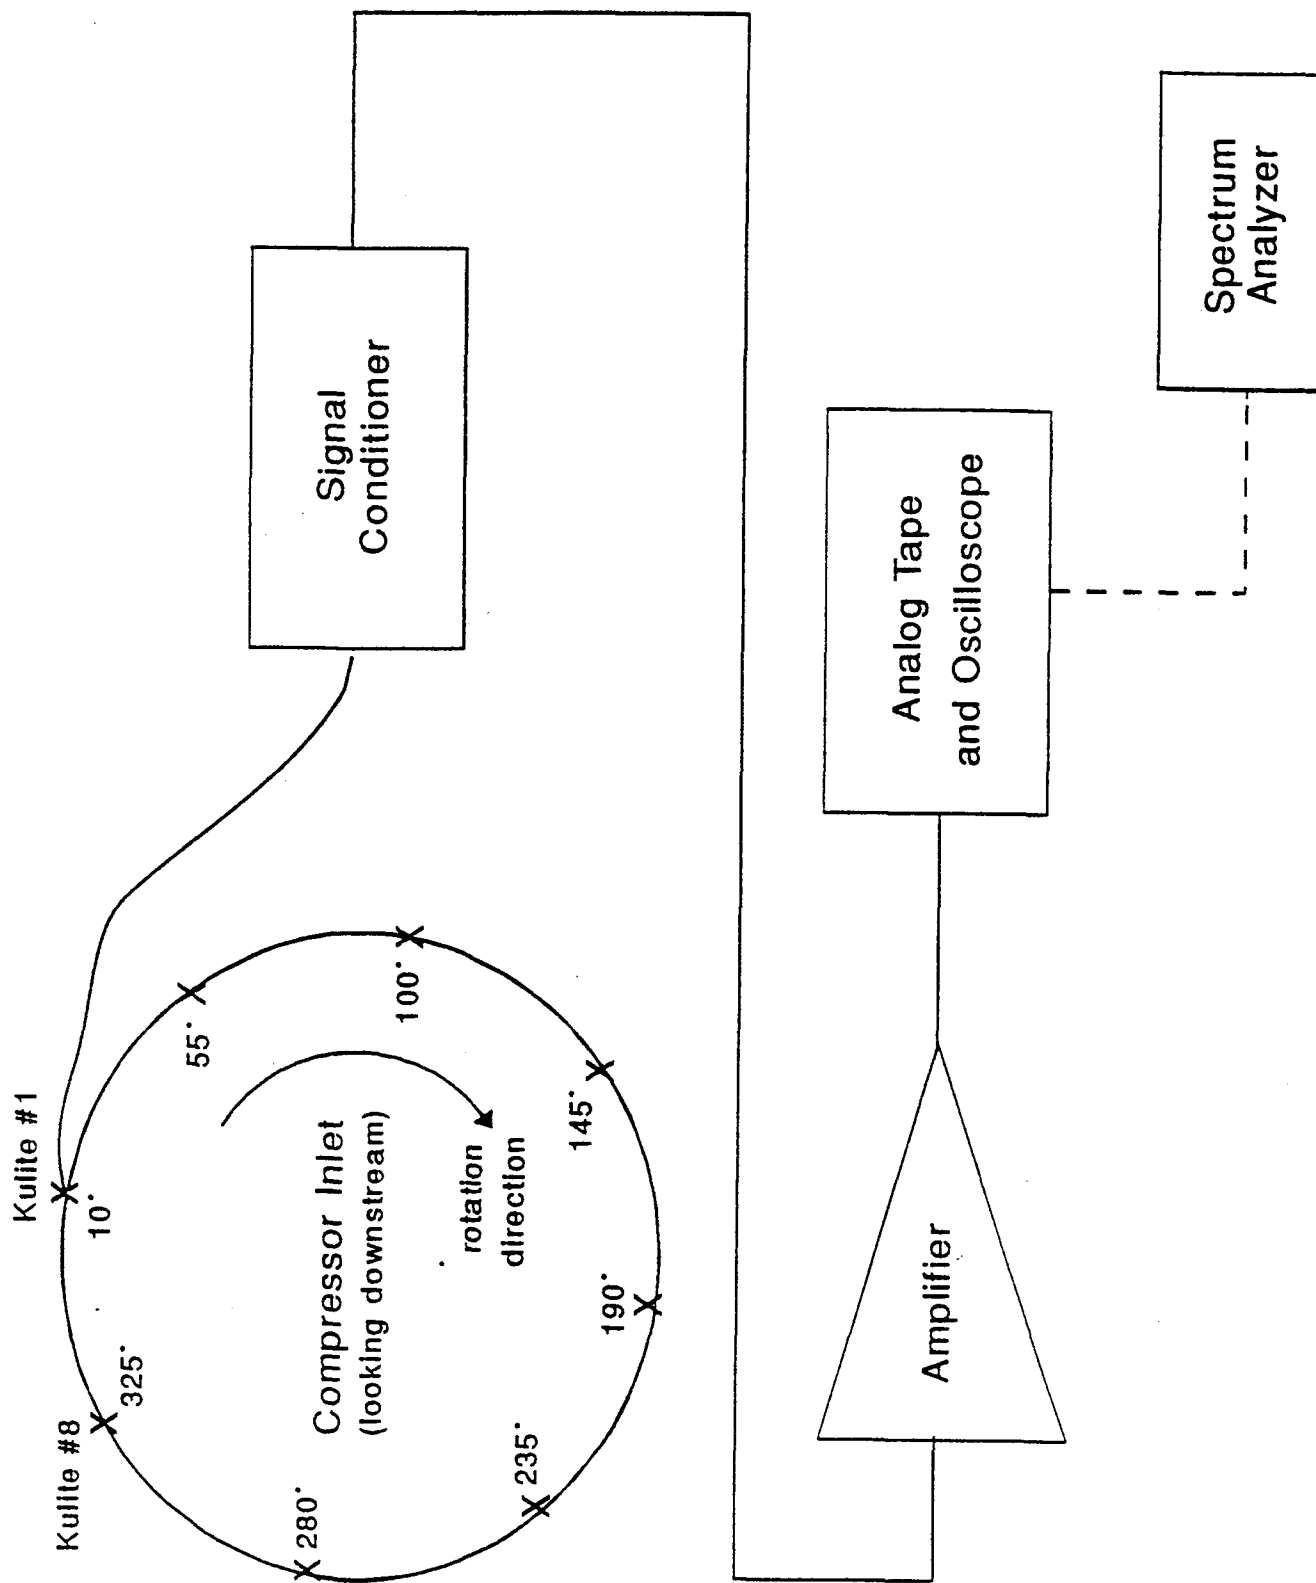 Kulite #1
Kulite #8
10°
55°
100°
145°
190°
235°
280°
325°
Compressor Inlet
(looking downstream)
rotation
direction
Signal
Conditioner
Amplifier
Analog Tape
and Oscilloscope
Spectrum
Analyzer